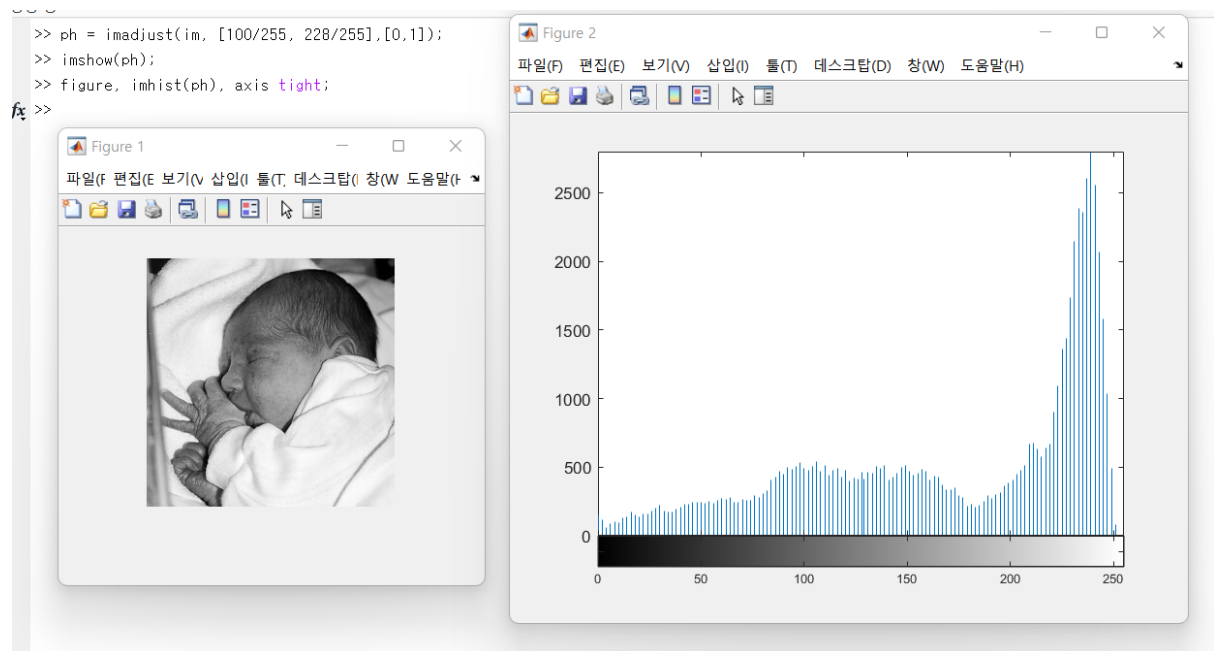 >> ph = imadjust(im, [100/255, 228/255],[0,1]);
>> imshow(ph);
>> figure, imhist(ph), axis tight;
fx >>
Figure 1
파일(F 편집(E 보기(V 삽입(I 툴(T, 데스크탑(I 창(W 도움말(H
Figure 2
파일(F) 편집(E) 보기(V) 삽입(I) 툴(T) 데스크탑(D) 창(W) 도움말(H)
2500
2000
1500
1000
500
0
0 50 100 150 200 250